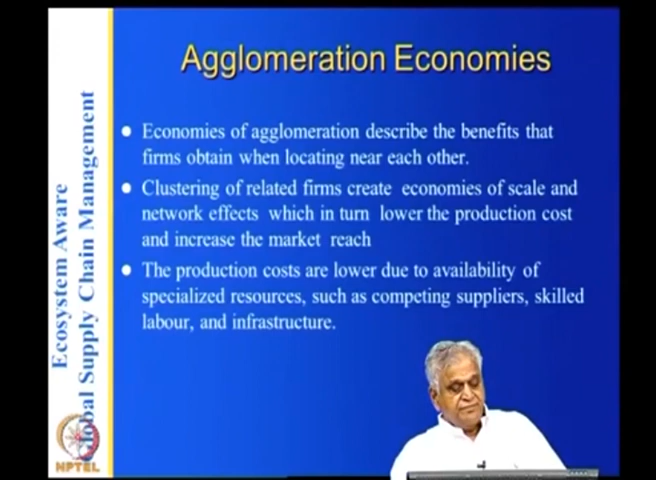 Agglomeration Economies
Economies of agglomeration describe the benefits that
firms obtain when locating near each other.
Clustering of related firms create economies of scale and
network effects which in turn lower the production cost
and increase the market reach
The production costs are lower due to availability of
specialized resources, such as competing suppliers, skilled
labour, and infrastructure.
Ecosystem Aware
Global Supply Chain Management
NPTEL